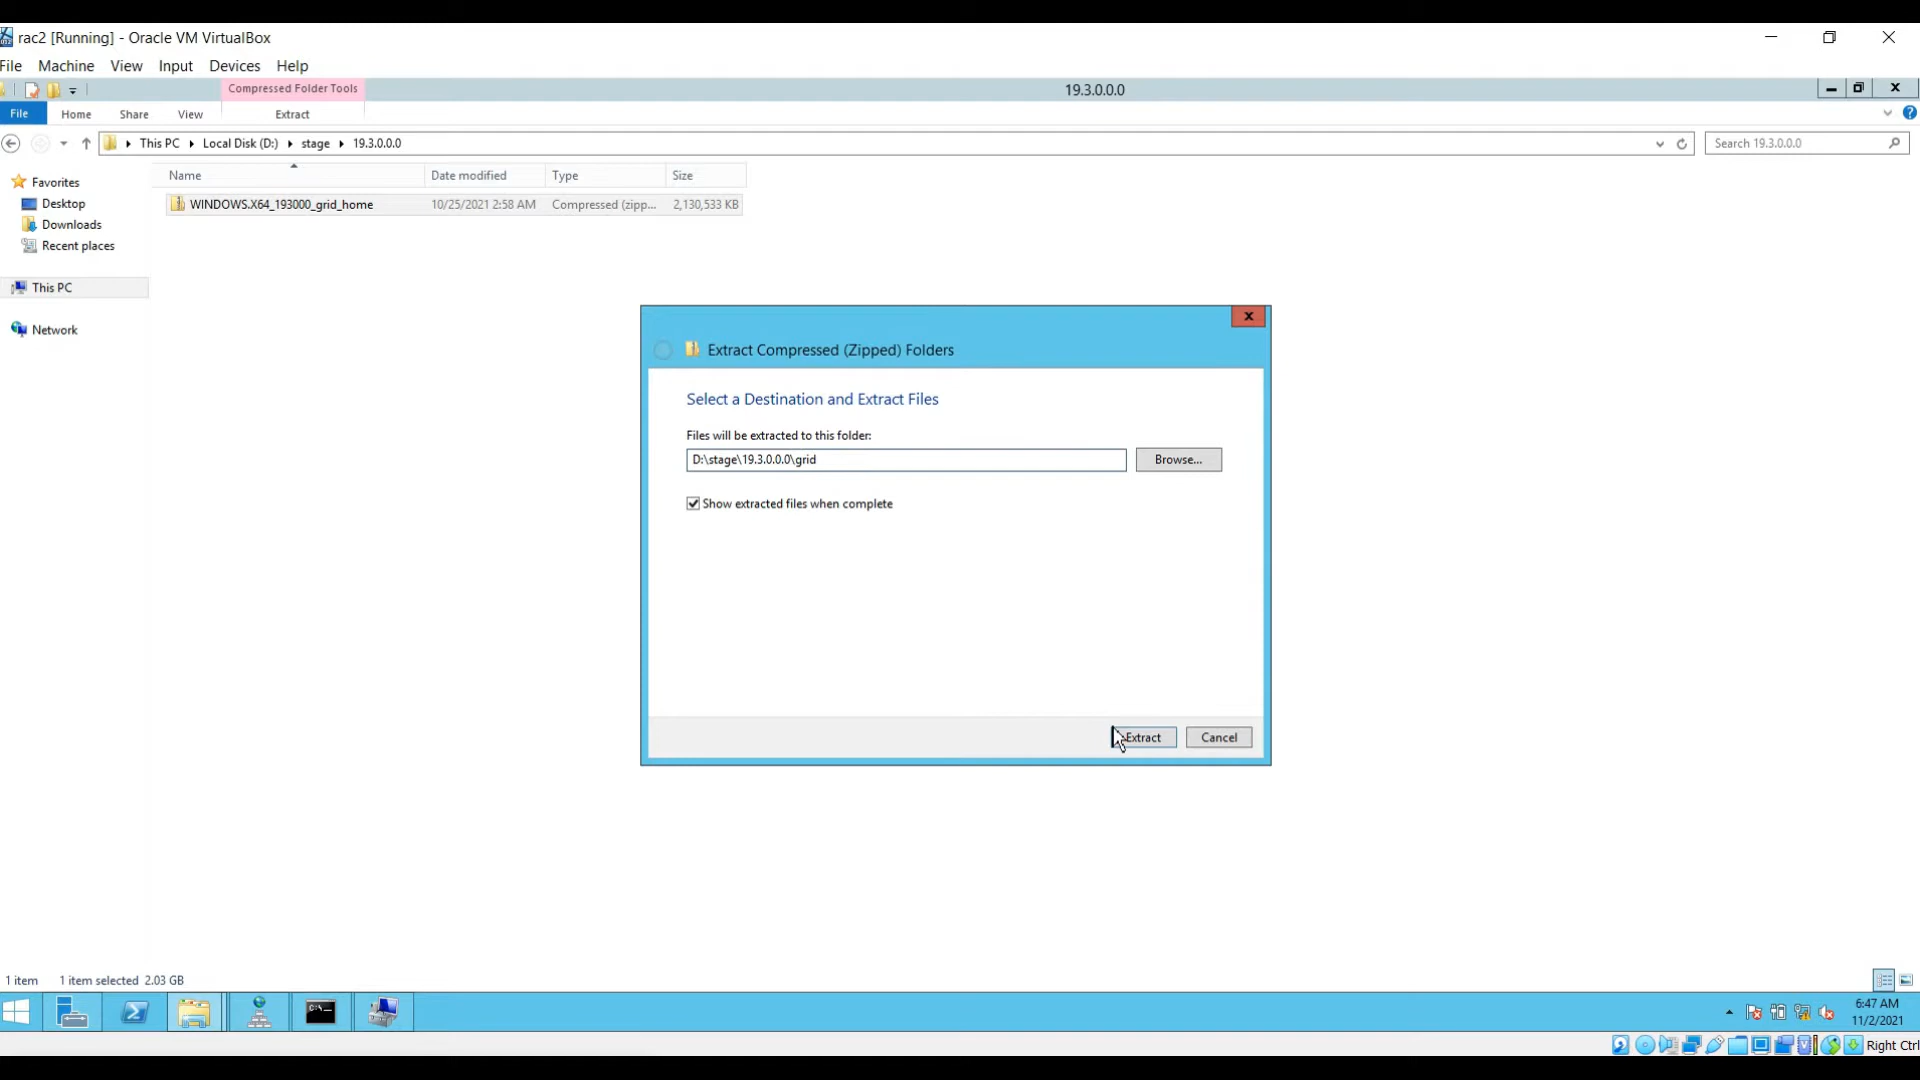 rac2 [Running] - Oracle VM VirtualBox
File Machine View Input Devices Help
Compressed Folder Tools
19.3.0.0.0
File Home Share View Extract
This PC Local Disk (D:) stage 19.3.0.0.0
Search 19.3.0.0.0
Name Date modified Type Size
Favorites
WINDOWS.X64_193000_grid_home 10/25/2021 2:58 AM Compressed (zipp... 2,130,533 KB
Desktop
Downloads
Recent places
This PC
Network
x
Extract Compressed (Zipped) Folders
Select a Destination and Extract Files
Files will be extracted to this folder:
D:\stage\19.3.0.0.0\grid
Browse...
Show extracted files when complete
Extract Cancel
1 item 1 item selected 2.03 GB
6:47 AM
11/2/2021
Right Ctrl